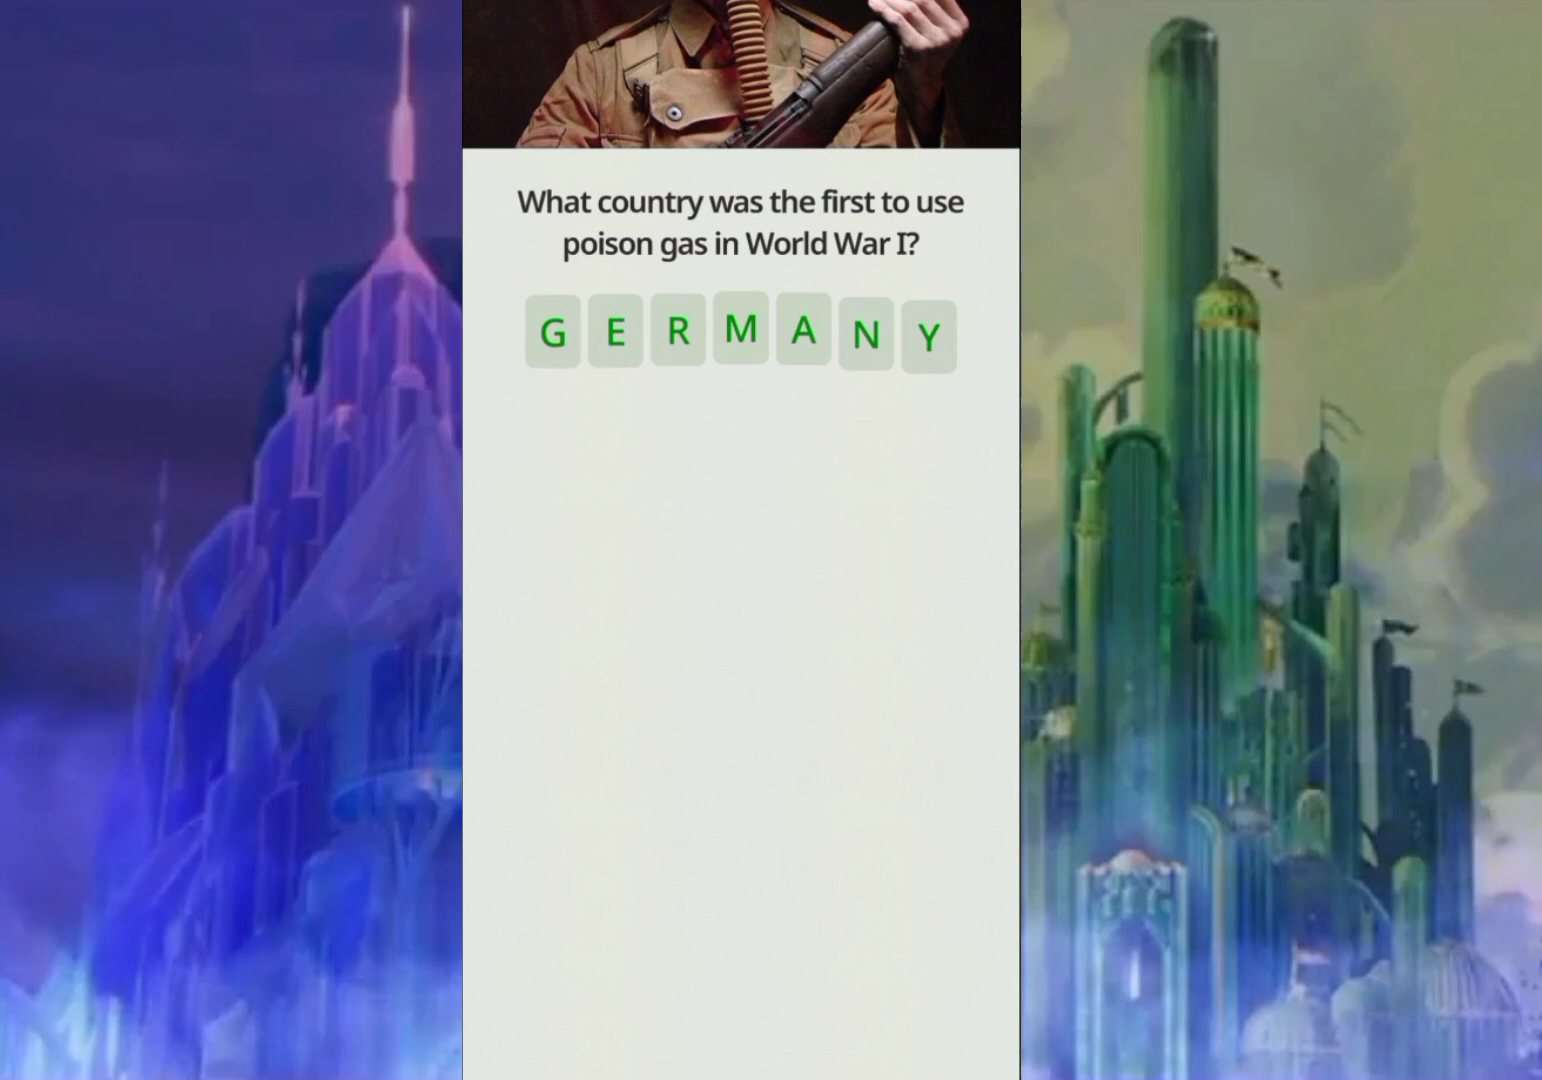 What country was the first to use
poison gas in World War I?
GERMANY